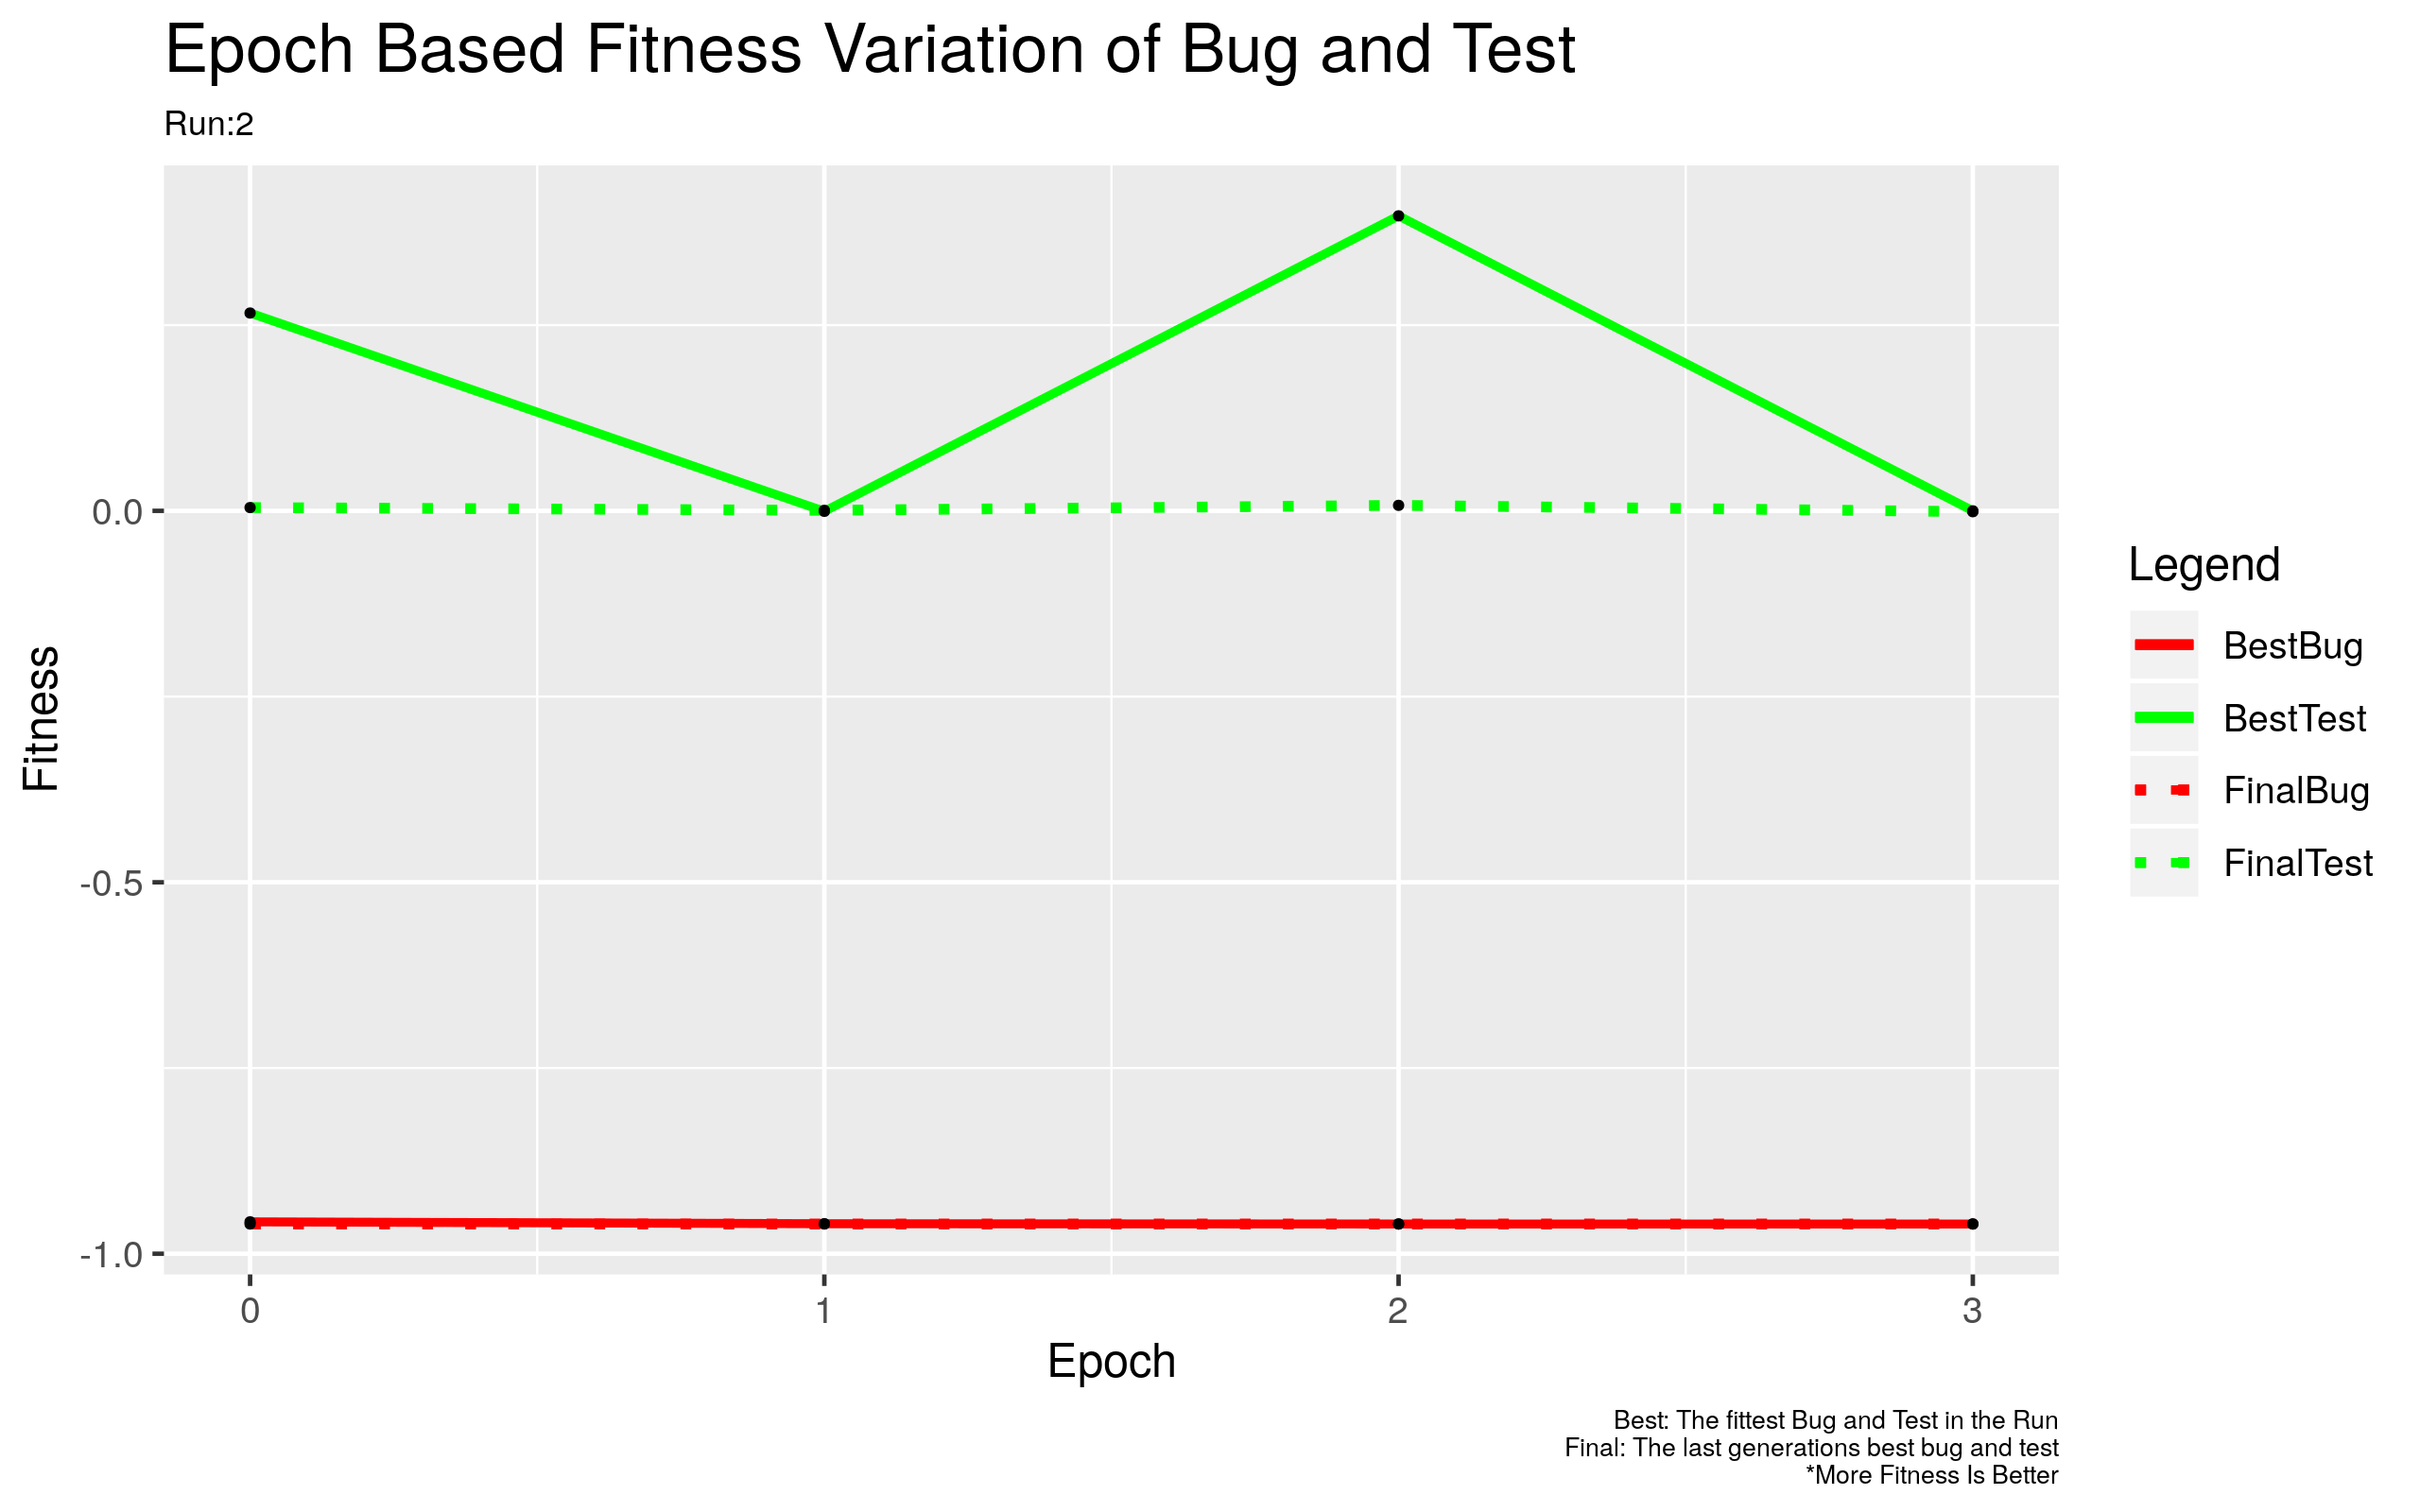 Epoch Based Fitness Variation of Bug and Test
Run:2
Fitness
0.0
-0.5
-1.0
0
1
2
3
Epoch
Legend
BestBug
BestTest
FinalBug
FinalTest
Best: The fittest Bug and Test in the Run
Final: The last generations best bug and test
*More Fitness Is Better